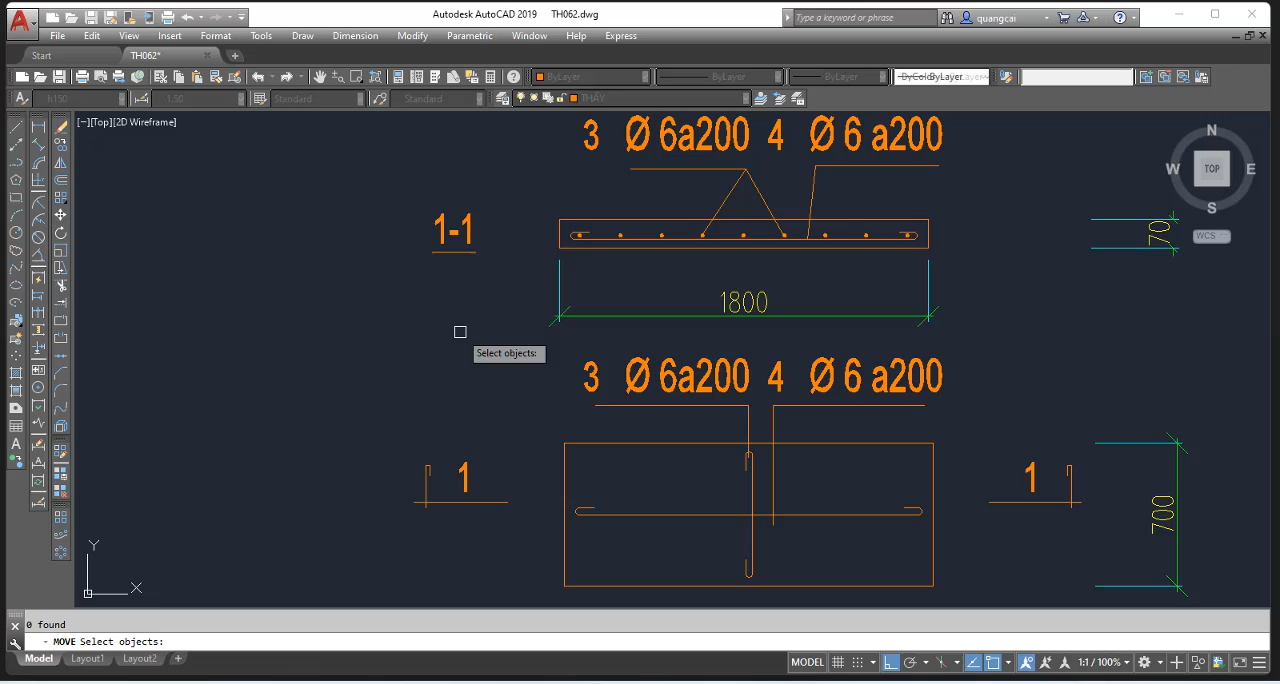 Autodesk AutoCAD 2019 TH062.dwg
Type a keyword or phrase
quangcai
File Edit View Insert Format Tools Draw Dimension Modify Parametric Window Help Express
Start
TH062*
ByLayer
ByLayer
ByLayer
N150
1.50
Standard
Standard
THẤY
[−][Top][2D Wireframe]
3 Ø 6a200 4 Ø 6 a200
N
W
TOP
E
S
WCS
1-1
70
1800
Select objects:
3 Ø 6a200 4 Ø 6 a200
1
1
700
Y
X
0 found
MOVE Select objects:
Model
Layout1
Layout2
MODEL
1:1 / 100%